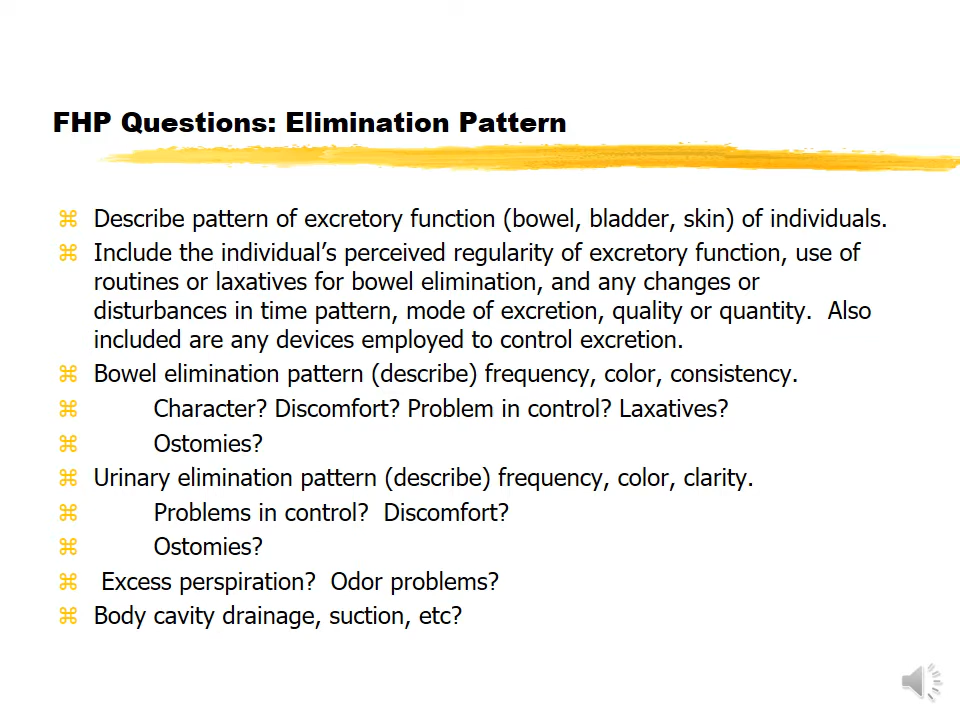 FHP Questions: Elimination Pattern
⌘ Describe pattern of excretory function (bowel, bladder, skin) of individuals.
⌘ Include the individual’s perceived regularity of excretory function, use of
routines or laxatives for bowel elimination, and any changes or
disturbances in time pattern, mode of excretion, quality or quantity.  Also
included are any devices employed to control excretion.
⌘ Bowel elimination pattern (describe) frequency, color, consistency.
⌘ Character? Discomfort? Problem in control? Laxatives?
⌘ Ostomies?
⌘ Urinary elimination pattern (describe) frequency, color, clarity.
⌘ Problems in control?  Discomfort?
⌘ Ostomies?
⌘ Excess perspiration?  Odor problems?
⌘ Body cavity drainage, suction, etc?